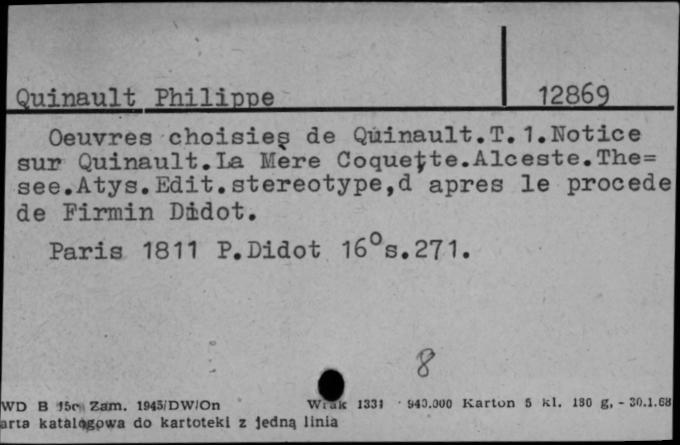 Quinault Philippe 12869
Oeuvres choisies de Quinault.T.1.Notice
sur Quinault.La Mère Coquette.Alceste.The=
see.Atys.Edit.stereotype,d apres le procede
de Firmin Didot.
Paris 1811 P.Didot 16°s.271.
8
WD B 15c Zam. 1945/DW/On Wrak 1331 940.000 Karton 5 kl. 180 g, - 30.1.68
arta katalogowa do kartoteki z jedną linia